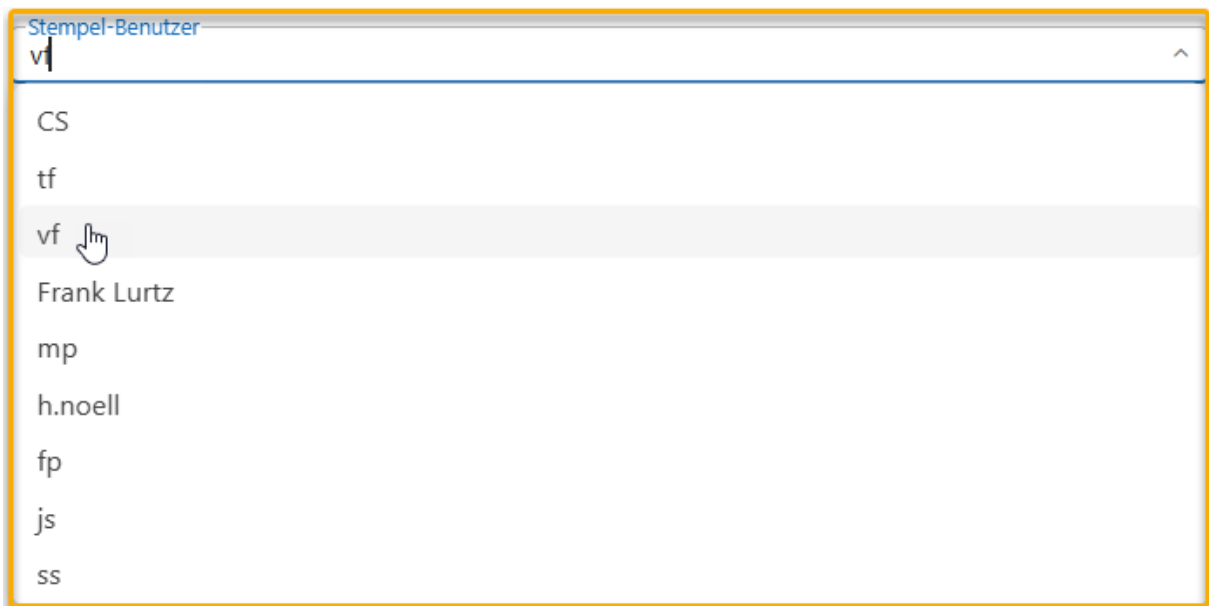 Stempel-Benutzer
vf
CS
tf
vf
Frank Lurtz
mp
h.noell
fp
js
ss